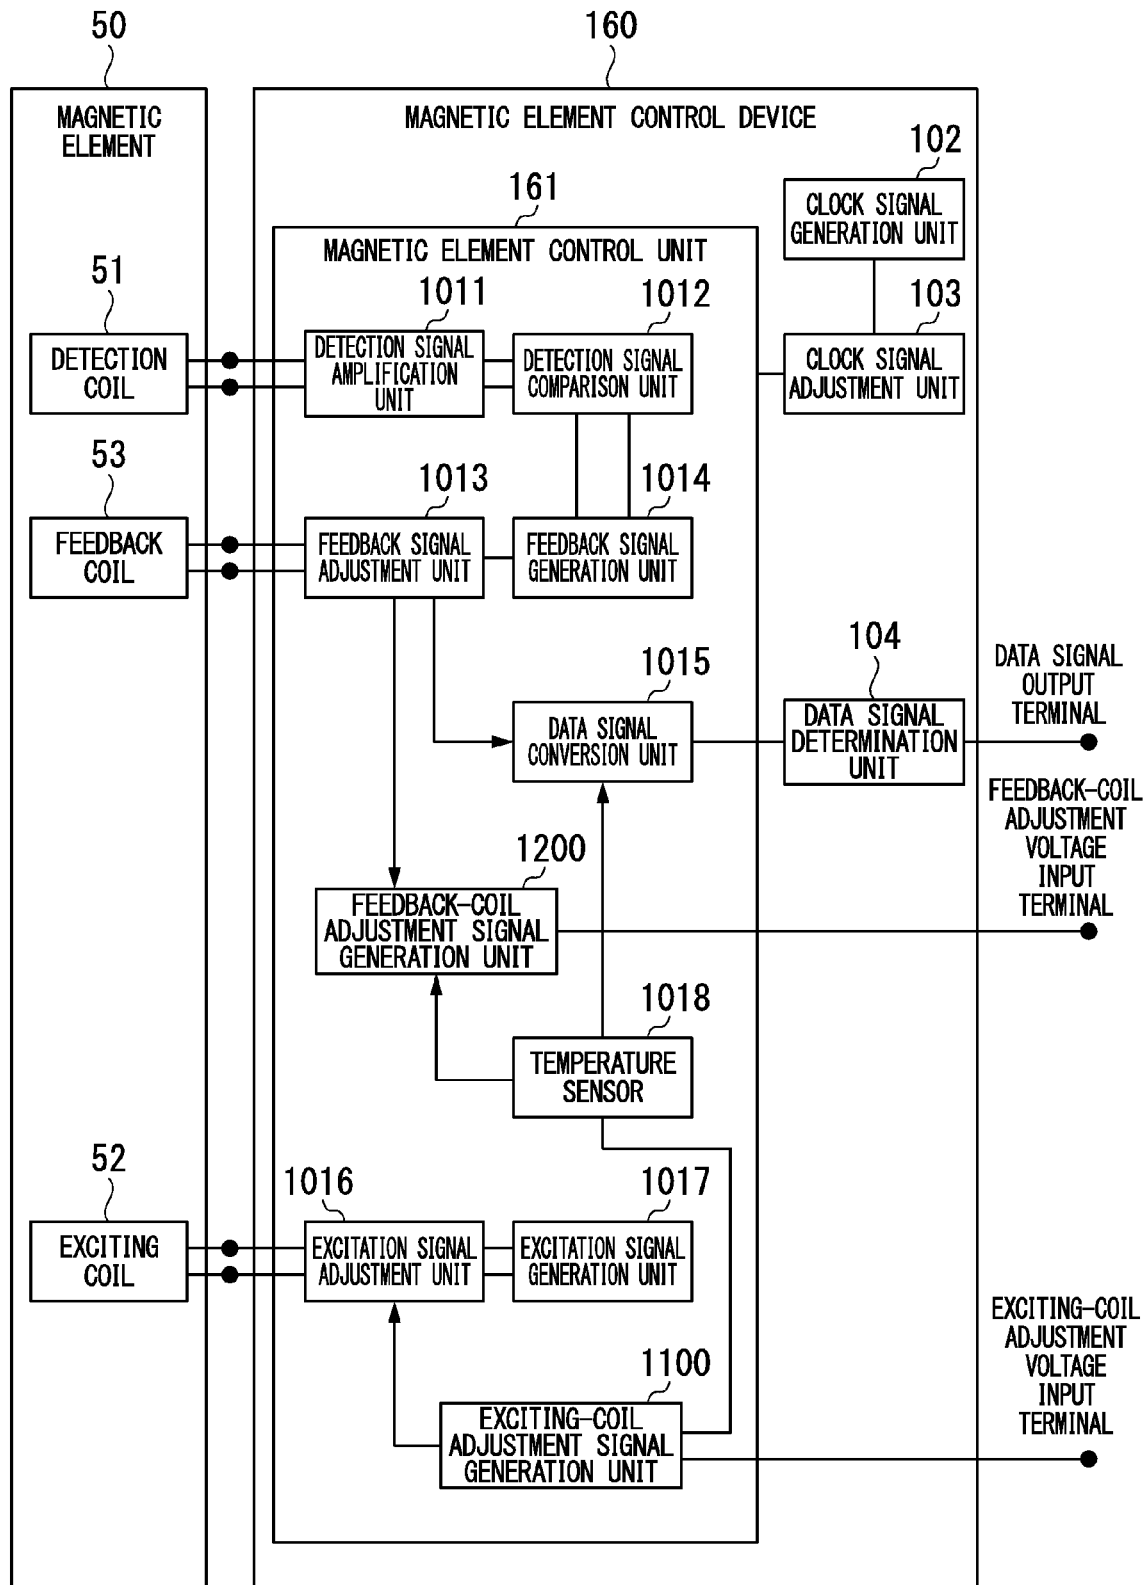 50
160
MAGNETIC
ELEMENT
MAGNETIC ELEMENT CONTROL DEVICE
102
CLOCK SIGNAL
GENERATION UNIT
161
MAGNETIC ELEMENT CONTROL UNIT
51
DETECTION
COIL
1011
DETECTION SIGNAL
AMPLIFICATION
UNIT
1012
DETECTION SIGNAL
COMPARISON UNIT
103
CLOCK SIGNAL
ADJUSTMENT UNIT
53
FEEDBACK
COIL
1013
FEEDBACK SIGNAL
ADJUSTMENT UNIT
1014
FEEDBACK SIGNAL
GENERATION UNIT
1015
DATA SIGNAL
CONVERSION UNIT
104
DATA SIGNAL
DETERMINATION
UNIT
DATA SIGNAL
OUTPUT
TERMINAL
1200
FEEDBACK-COIL
ADJUSTMENT SIGNAL
GENERATION UNIT
FEEDBACK-COIL
ADJUSTMENT
VOLTAGE
INPUT
TERMINAL
1018
TEMPERATURE
SENSOR
52
EXCITING
COIL
1016
EXCITATION SIGNAL
ADJUSTMENT UNIT
1017
EXCITATION SIGNAL
GENERATION UNIT
1100
EXCITING-COIL
ADJUSTMENT SIGNAL
GENERATION UNIT
EXCITING-COIL
ADJUSTMENT
VOLTAGE
INPUT
TERMINAL